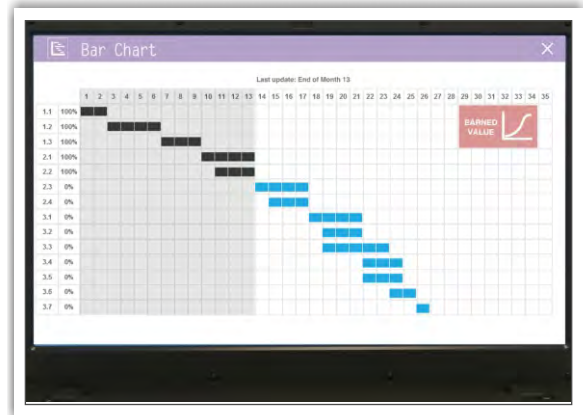 Bar Chart
Last update: End of Month 13
1 2 3 4 5 6 7 8 9 10 11 12 13 14 15 16 17 18 19 20 21 22 23 24 25 26 27 28 29 30 31 32 33 34 35
1.1 100%
1.2 100%
1.3 100%
2.1 100%
2.2 100%
2.3 0%
2.4 0%
3.1 0%
3.2 0%
3.3 0%
3.4 0%
3.5 0%
3.6 0%
3.7 0%
EARNED
VALUE